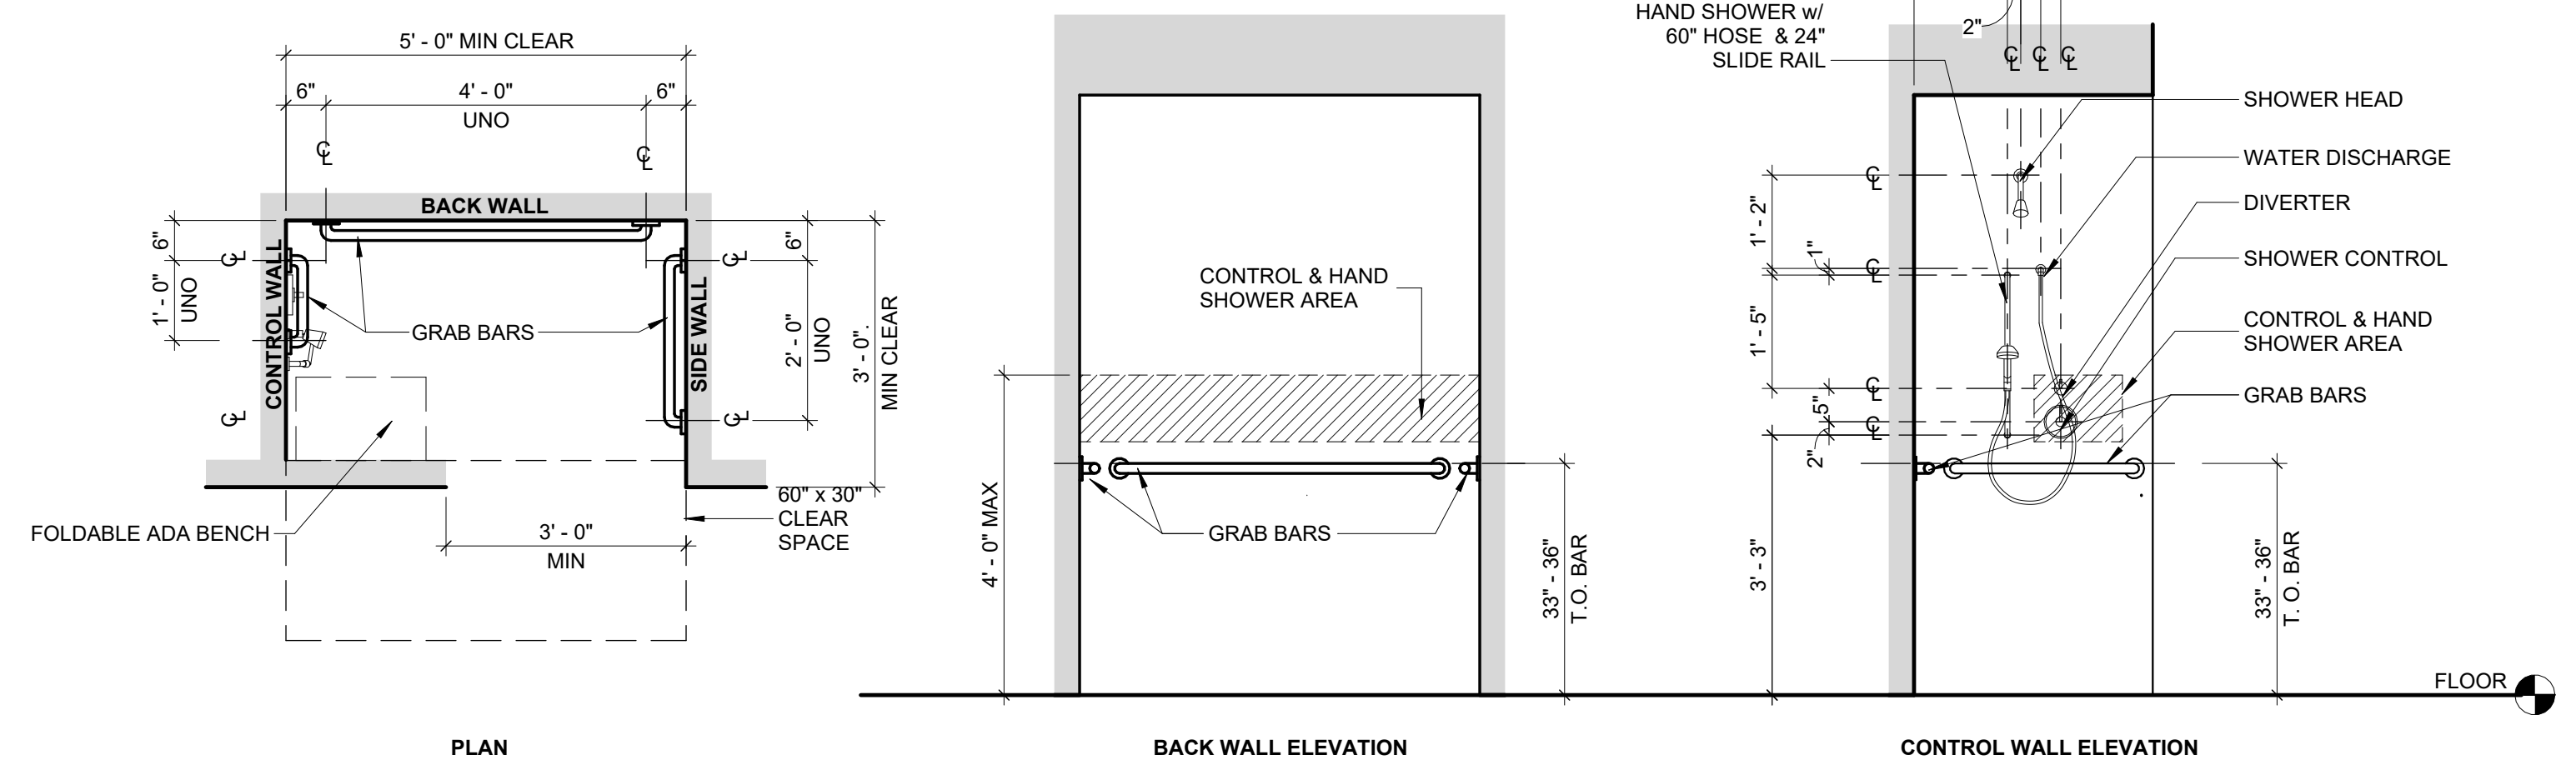 5' - 0" MIN CLEAR
6"
4' - 0"
6"
UNO
℄
℄
BACK WALL
6"
℄
1' - 0"
UNO
℄
CONTROL WALL
GRAB BARS
SIDE WALL
6"
℄
2' - 0"
UNO
℄
3' - 0".
MIN CLEAR
FOLDABLE ADA BENCH
3' - 0"
MIN
60" x 30"
CLEAR
SPACE
PLAN
CONTROL & HAND
SHOWER AREA
4' - 0" MAX
GRAB BARS
33" - 36"
T.O. BAR
BACK WALL ELEVATION
HAND SHOWER w/
60" HOSE & 24"
SLIDE RAIL
2"
℄
℄
℄
SHOWER HEAD
WATER DISCHARGE
DIVERTER
SHOWER CONTROL
CONTROL & HAND
SHOWER AREA
GRAB BARS
℄
1' - 2"
1"
℄
1' - 5"
℄
5"
℄
2"
3' - 3"
33" - 36"
T. O. BAR
FLOOR
CONTROL WALL ELEVATION